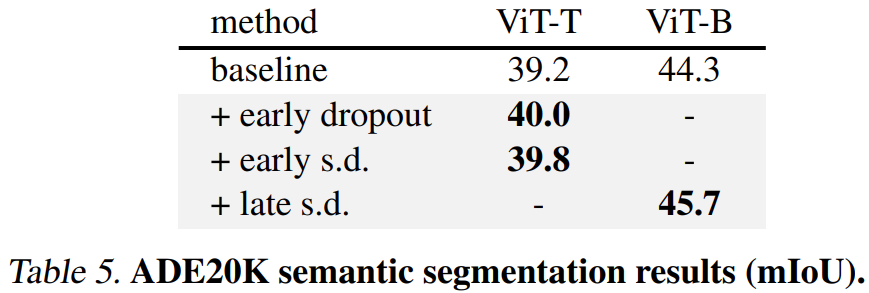 method ViT-T ViT-B
baseline 39.2 44.3
+ early dropout 40.0 -
+ early s.d. 39.8 -
+ late s.d. - 45.7
Table 5. ADE20K semantic segmentation results (mIoU).